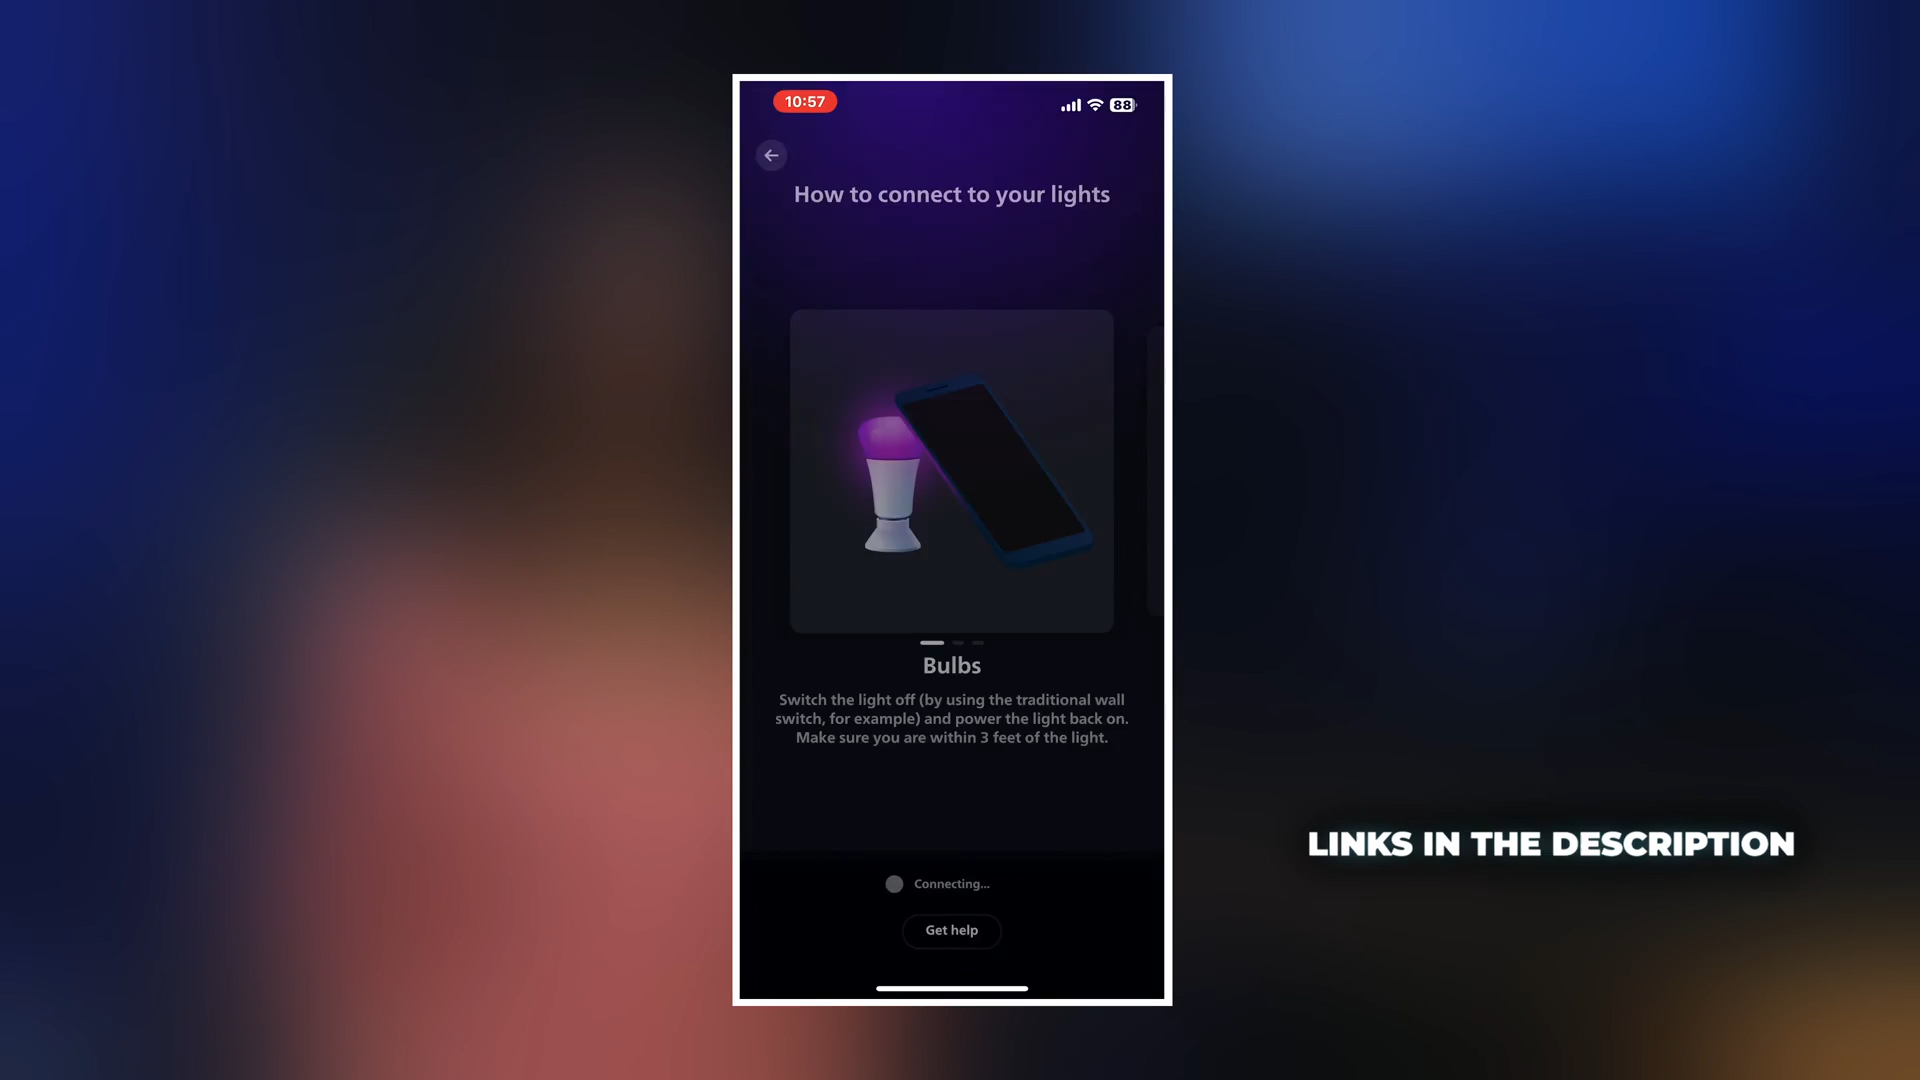 10:57
88
How to connect to your lights
Bulbs
Switch the light off (by using the traditional wall
switch, for example) and power the light back on.
Make sure you are within 3 feet of the light.
LINKS IN THE DESCRIPTION
Connecting...
Get help